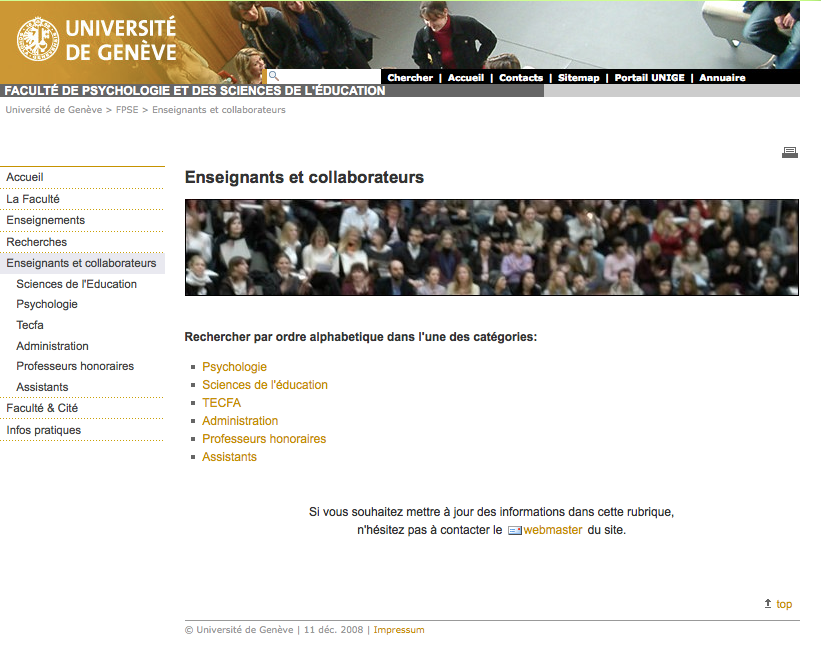 UNIVERSITÉ
DE GENÈVE
Chercher | Accueil | Contacts | Sitemap | Portail UNIGE | Annuaire
FACULTÉ DE PSYCHOLOGIE ET DES SCIENCES DE L'ÉDUCATION
Université de Genève > FPSE > Enseignants et collaborateurs
Accueil
La Faculté
Enseignements
Recherches
Enseignants et collaborateurs
Sciences de l'Education
Psychologie
Tecfa
Administration
Professeurs honoraires
Assistants
Faculté & Cité
Infos pratiques
Enseignants et collaborateurs
Rechercher par ordre alphabetique dans l'une des catégories:
Psychologie
Sciences de l'éducation
TECFA
Administration
Professeurs honoraires
Assistants
Si vous souhaitez mettre à jour des informations dans cette rubrique,
n'hésitez pas à contacter le webmaster du site.
top
© Université de Genève | 11 déc. 2008 | Impressum